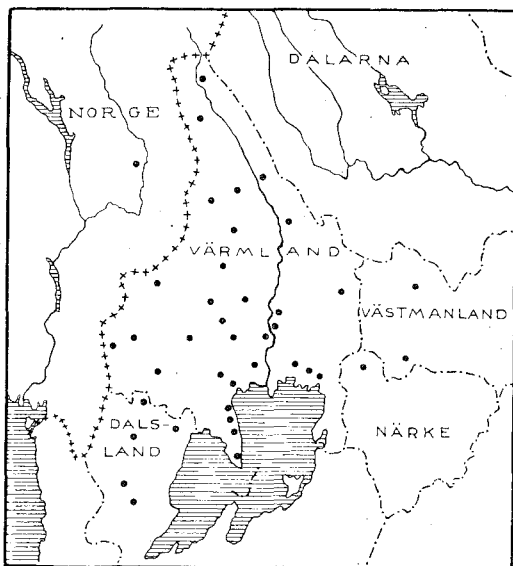 DALARNA
NORGE
VÄRMLAND
VÄSTMANLAND
DALS-
LAND
NÄRKE